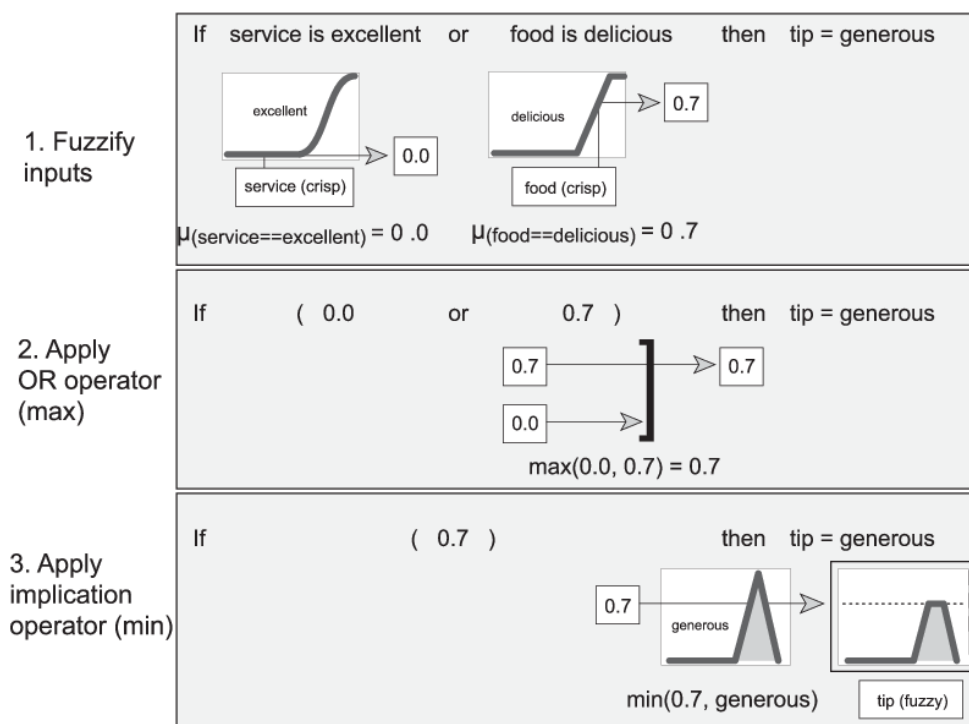 If service is excellent or food is delicious then tip = generous
1. Fuzzify
inputs
excellent
0.0
service (crisp)
delicious
0.7
food (crisp)
μ(service==excellent) = 0 .0 μ(food==delicious) = 0 .7
2. Apply
OR operator
(max)
If ( 0.0 or 0.7 ) then tip = generous
0.7
0.7
0.0
max(0.0, 0.7) = 0.7
3. Apply
implication
operator (min)
If ( 0.7 ) then tip = generous
0.7
generous
min(0.7, generous)
tip (fuzzy)